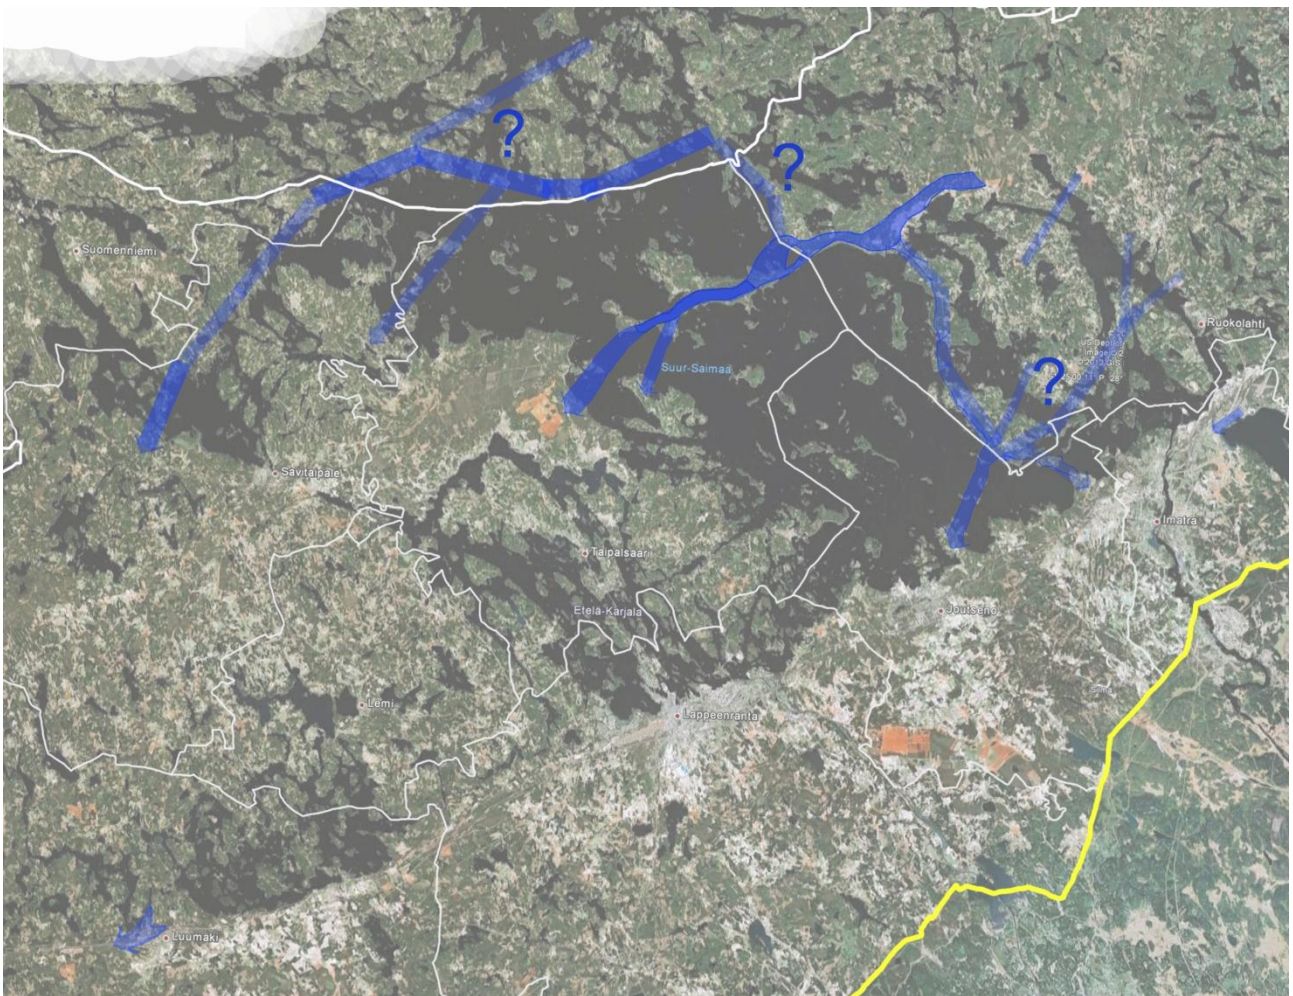 ?
?
Suomenniemi
Ruokolahti
?
Suur-Saimaa
Savitaipale
Imatra
Taipalsaari
Etelä-Karjala
Joutseno
Lemi
Lappeenranta
Luumäki